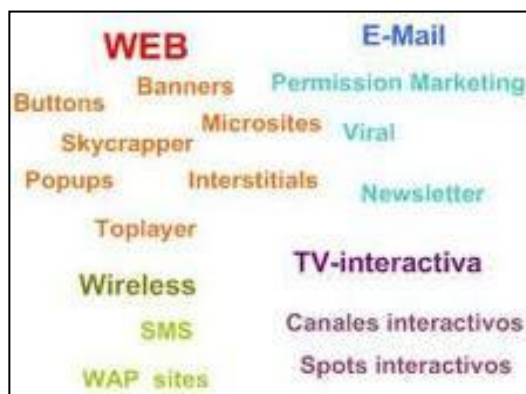 WEB
Banners
Buttons
Microsites
Skycrapper
Popups
Interstitials
Toplayer
E-Mail
Permission Marketing
Viral
Newsletter
Wireless
SMS
WAP sites
TV-interactiva
Canales interactivos
Spots interactivos